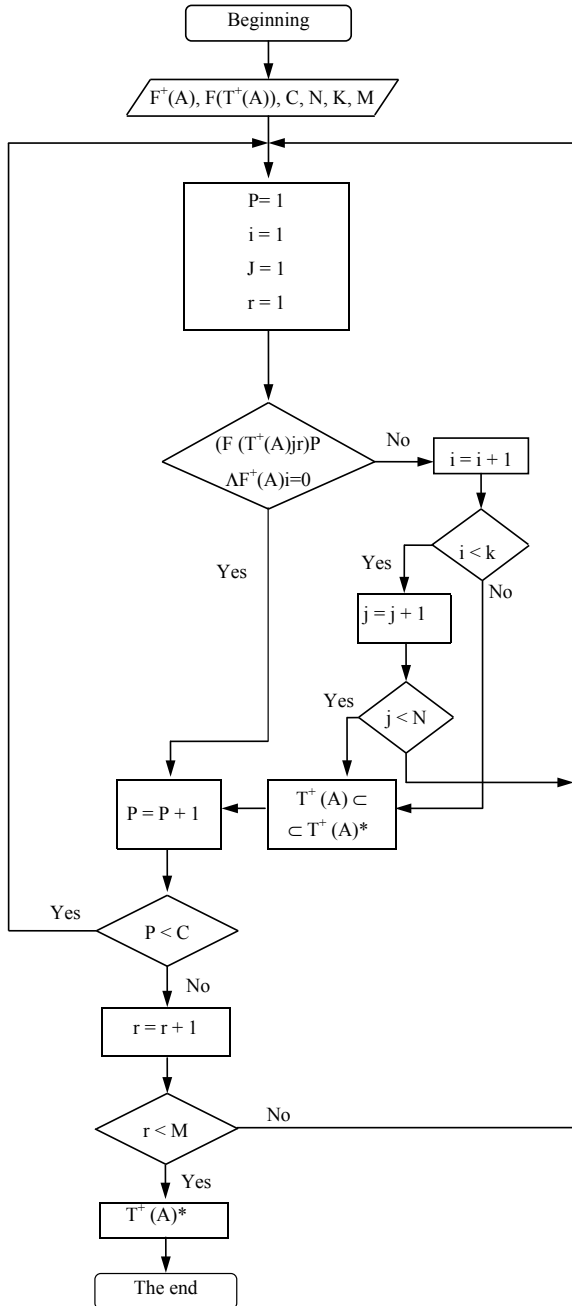 Beginning
F⁺(A), F(T⁺(A)), C, N, K, M
P= 1
i = 1
J = 1
r = 1
(F (T⁺(A)jr)P
ΛF⁺(A)i=0
No
i = i + 1
Yes
i < k
Yes
No
j = j + 1
Yes
j < N
T⁺ (A) ⊂
⊂ T⁺ (A)*
P = P + 1
Yes
P < C
No
r = r + 1
No
r < M
Yes
T⁺ (A)*
The end